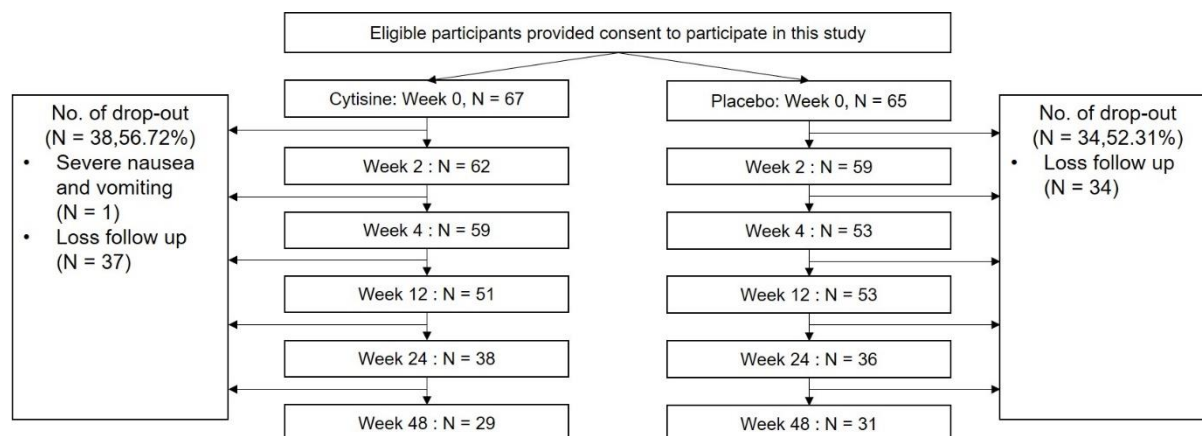 Eligible participants provided consent to participate in this study
Cytisine: Week 0, N = 67
Placebo: Week 0, N = 65
No. of drop-out
(N = 38,56.72%)
• Severe nausea
and vomiting
(N = 1)
• Loss follow up
(N = 37)
No. of drop-out
(N = 34,52.31%)
• Loss follow up
(N = 34)
Week 2 : N = 62
Week 2 : N = 59
Week 4 : N = 59
Week 4 : N = 53
Week 12 : N = 51
Week 12 : N = 53
Week 24 : N = 38
Week 24 : N = 36
Week 48 : N = 29
Week 48 : N = 31